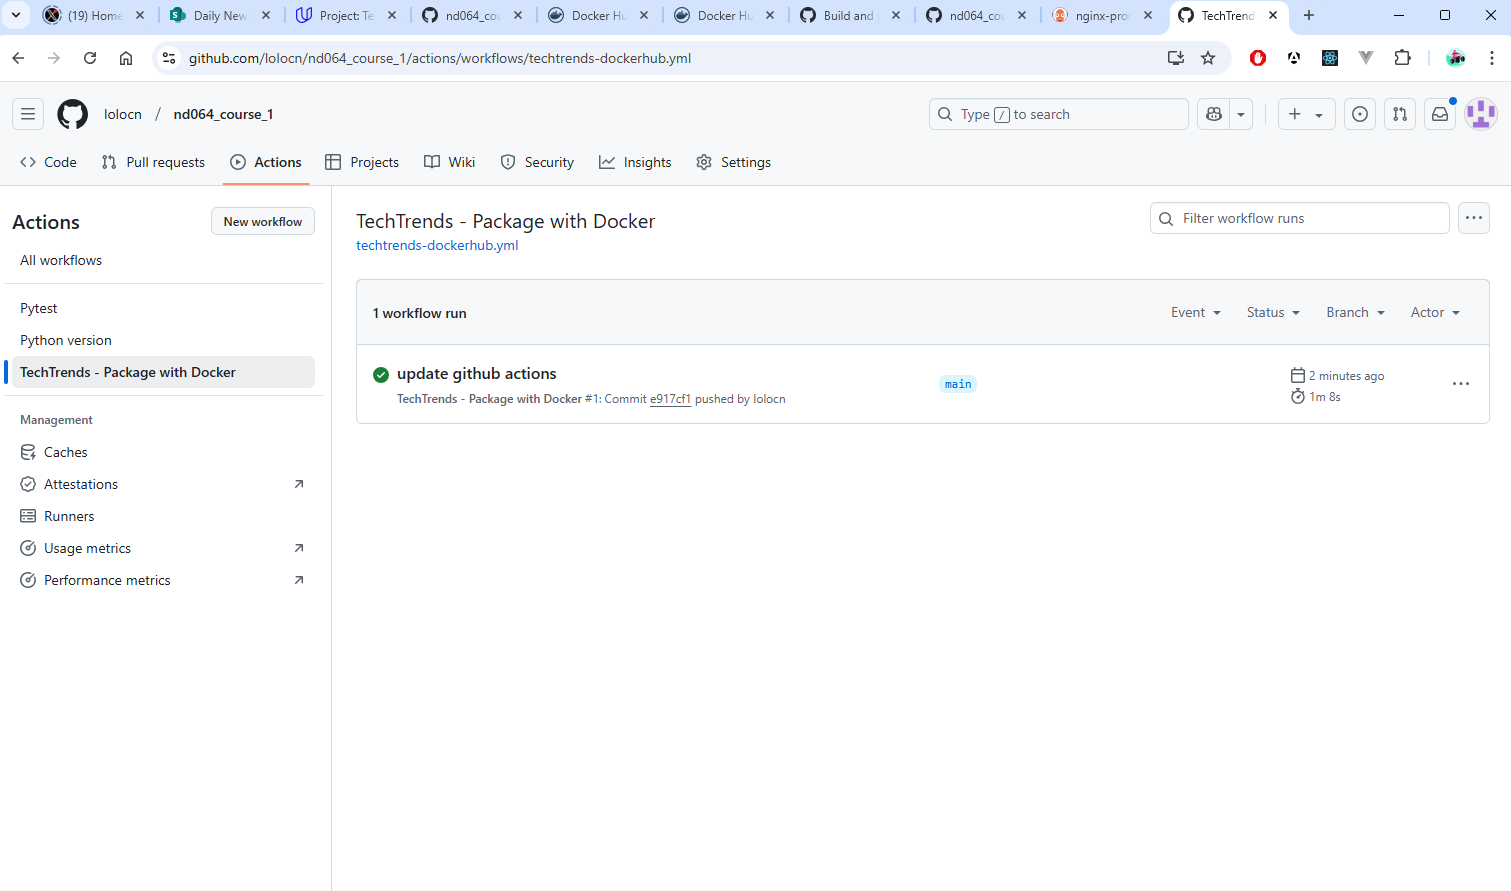 (19) Home
Daily New
Project: Te
nd064_cou
Docker Hu
Docker Hu
Build and
nd064_cou
nginx-prou
TechTrend
github.com/lolocn/nd064_course_1/actions/workflows/techtrends-dockerhub.yml
lolocn / nd064_course_1
Type / to search
Code
Pull requests
Actions
Projects
Wiki
Security
Insights
Settings
Actions
New workflow
All workflows
Pytest
Python version
TechTrends - Package with Docker
Management
Caches
Attestations
Runners
Usage metrics
Performance metrics
TechTrends - Package with Docker
techtrends-dockerhub.yml
Filter workflow runs
1 workflow run
Event
Status
Branch
Actor
update github actions
TechTrends - Package with Docker #1: Commit e917cf1 pushed by lolocn
main
2 minutes ago
1m 8s